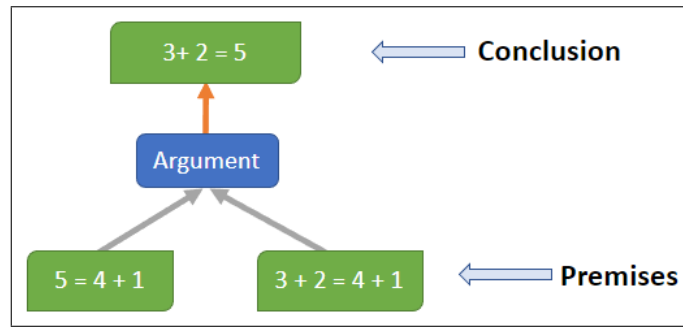 3+ 2 = 5
Conclusion
Argument
5 = 4 + 1
3 + 2 = 4 + 1
Premises